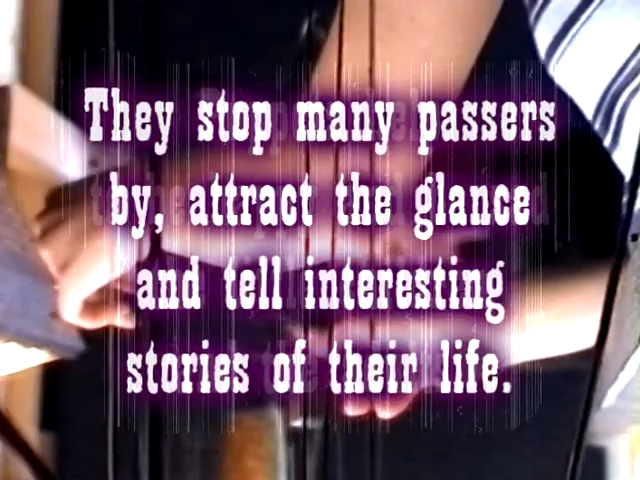 They stop many passers
by, attract the glance
and tell interesting
stories of their life.